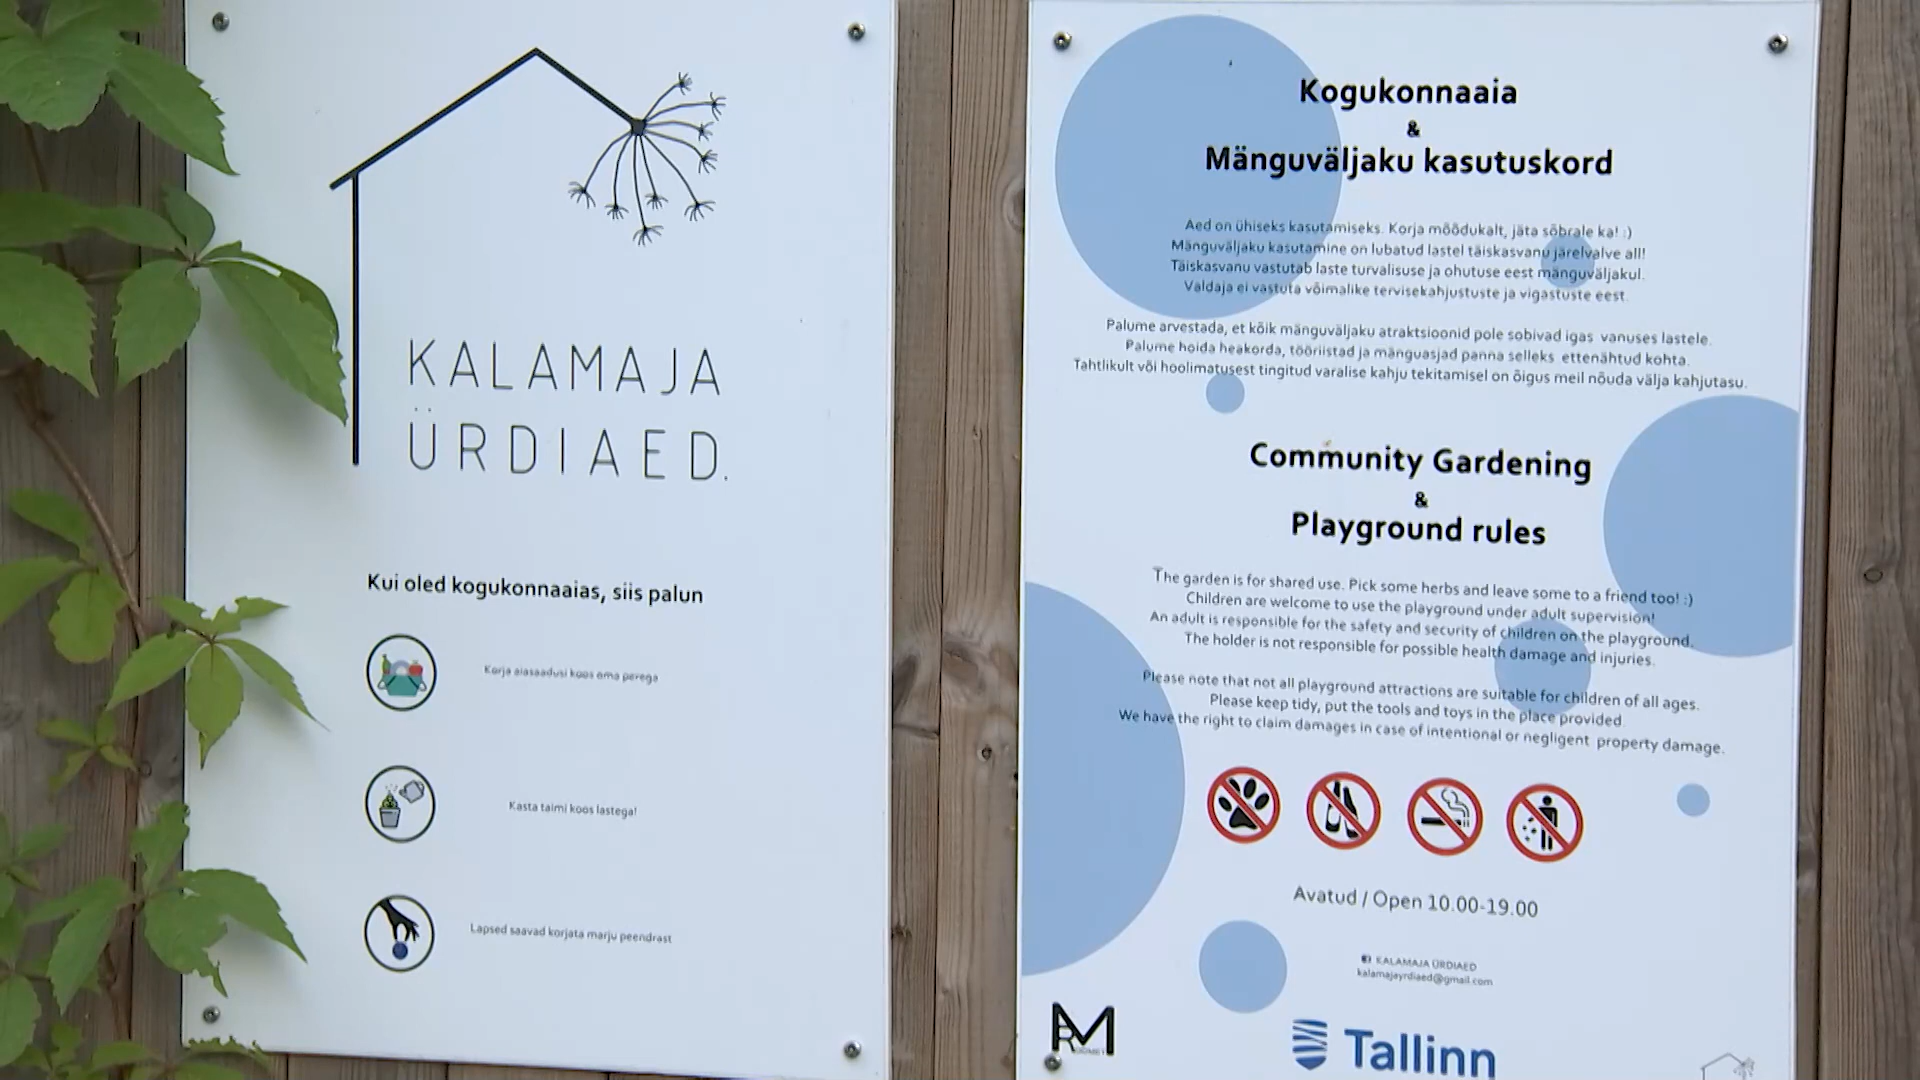 KALAMAJA
ÜRDIAED.
Kui oled kogukonnaaias, siis palun
Korja aiasaadusi koos oma perega
Kasta taimi koos lastega!
Lapsed saavad korjata marju peendrast
Kogukonnaaia
&
Mänguväljaku kasutuskord
Aed on ühiseks kasutamiseks. Korja mõõdukalt, jäta sõbrale ka! :)
Mänguväljaku kasutamine on lubatud lastel täiskasvanu järelvalve all!
Täiskasvanu vastutab laste turvalisuse ja ohutuse eest mänguväljakul.
Valdaja ei vastuta võimalike tervisekahjustuste ja vigastuste eest.
Palume arvestada, et kõik mänguväljaku atraktsioonid pole sobivad igas vanuses lastele.
Palume hoida heakorda, tööriistad ja mänguasjad panna selleks ettenähtud kohta.
Tahtlikult või hoolimatusest tingitud varalise kahju tekitamisel on õigus meil nõuda välja kahjutasu.
Community Gardening
&
Playground rules
The garden is for shared use. Pick some herbs and leave some to a friend too! :)
Children are welcome to use the playground under adult supervision!
An adult is responsible for the safety and security of children on the playground.
The holder is not responsible for possible health damage and injuries.
Please note that not all playground attractions are suitable for children of all ages.
Please keep tidy, put the tools and toys in the place provided.
We have the right to claim damages in case of intentional or negligent property damage.
Avatud / Open 10.00-19.00
KALAMAJA ÜRDIAED
kalamajayrdiaed@gmail.com
Tallinn